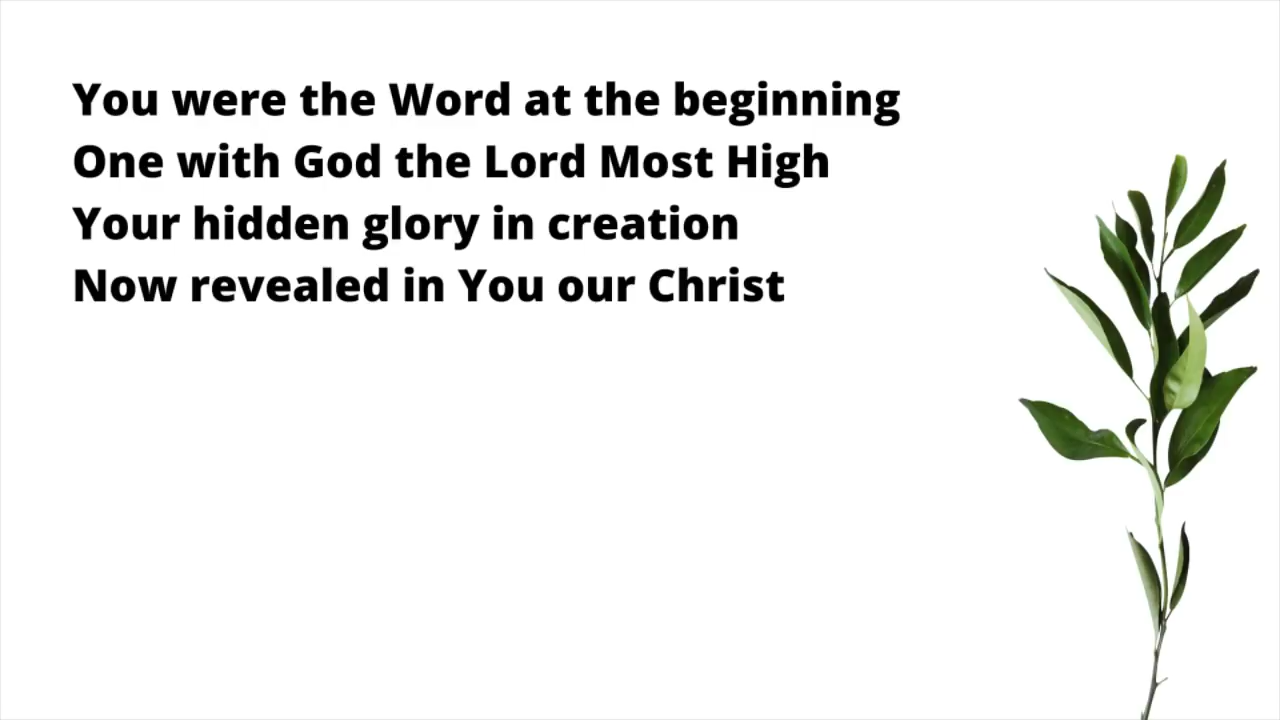 You were the Word at the beginning
One with God the Lord Most High
Your hidden glory in creation
Now revealed in You our Christ